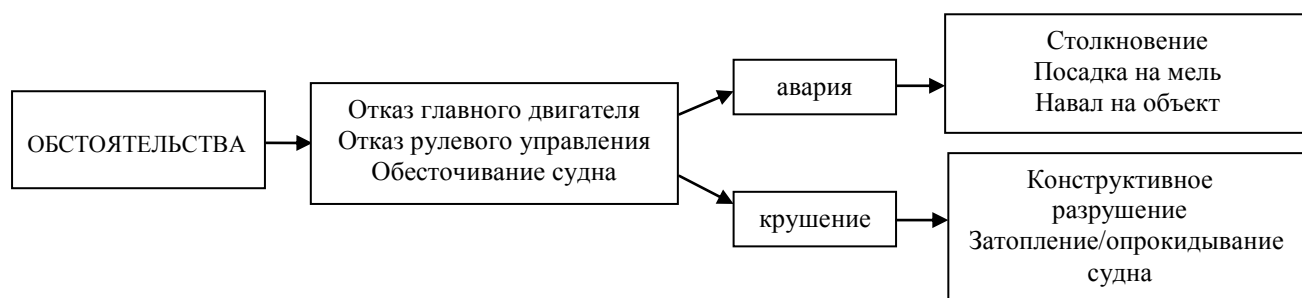 ОБСТОЯТЕЛЬСТВА
Отказ главного двигателя
Отказ рулевого управления
Обесточивание судна
авария
Столкновение
Посадка на мель
Навал на объект
крушение
Конструктивное
разрушение
Затопление/опрокидывание
судна